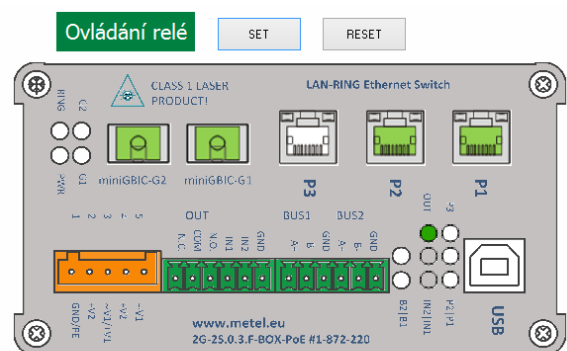 Ovládání relé
SET
RESET
CLASS 1 LASER
PRODUCT!
LAN-RING Ethernet Switch
RING
C2
PWR
G1
miniGBIC-G2
miniGBIC-G1
P3
P2
P1
1 2 3 4 5
OUT
N.C.
COM
N.O.
IN1
IN2
GND
BUS1
BUS2
A-
B
GND
A-
B-
GND
OUT
P3
GND/FE
~V2
~V1/~V1
+V2
~V1
B2|B1
IN2|IN1
P2|P1
USB
www.metel.eu
2G-2S.0.3.F-BOX-PoE #1-872-220